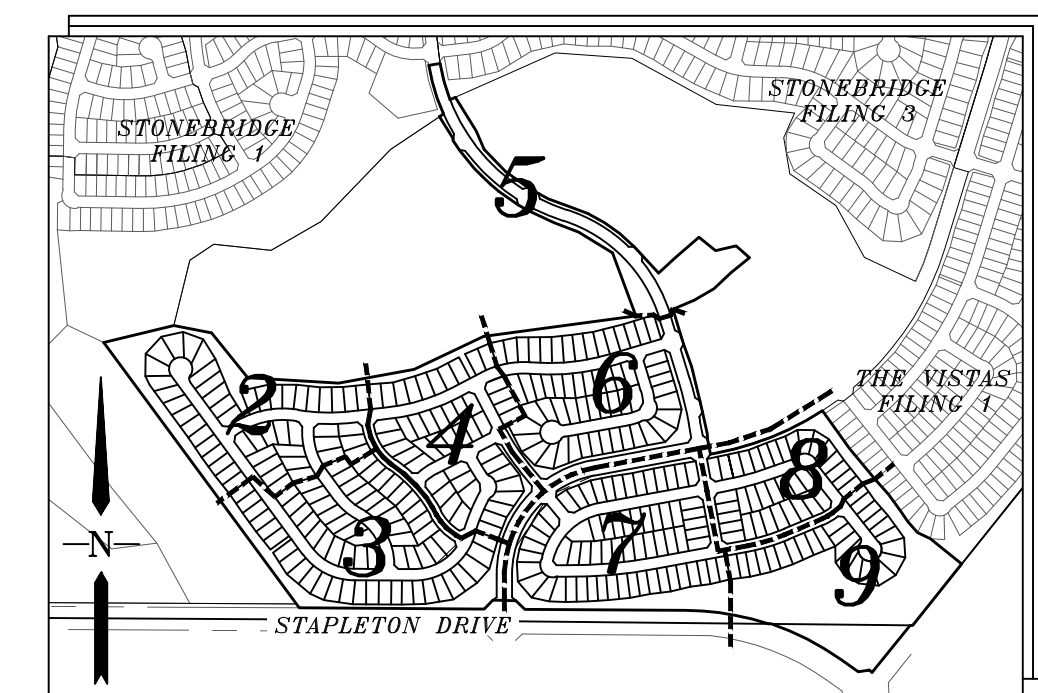 STONEBRIDGE
FILING 3
STONEBRIDGE
FILING 1
5
6
THE VISTAS
FILING 1
2
4
8
7
3
N
9
STAPLETON DRIVE